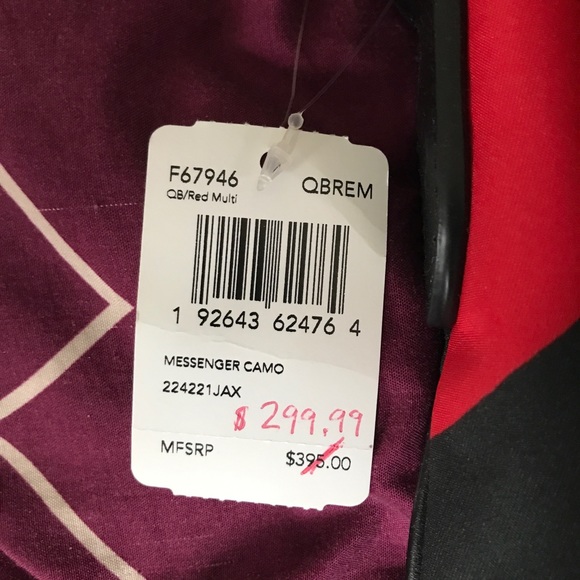 F67946 QBREM
QB/Red Multi
1 92643 62476 4
MESSENGER CAMO
224221JAX
$ 299.99
MFSRP $395.00